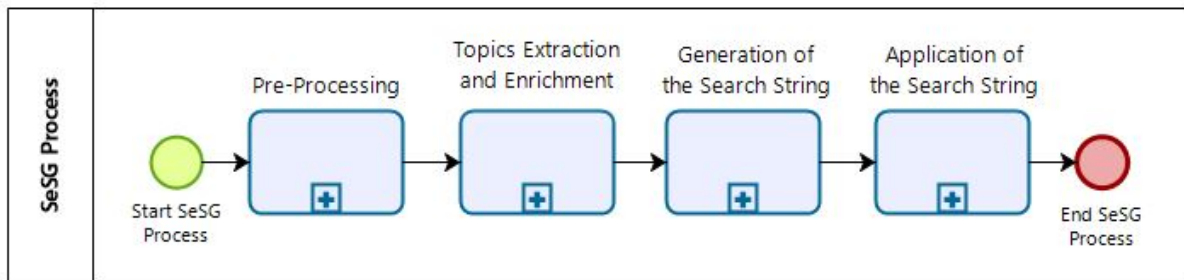 SeSG Process
Pre-Processing
Topics Extraction
and Enrichment
Generation of
the Search String
Application of
the Search String
Start SeSG
Process
End SeSG
Process